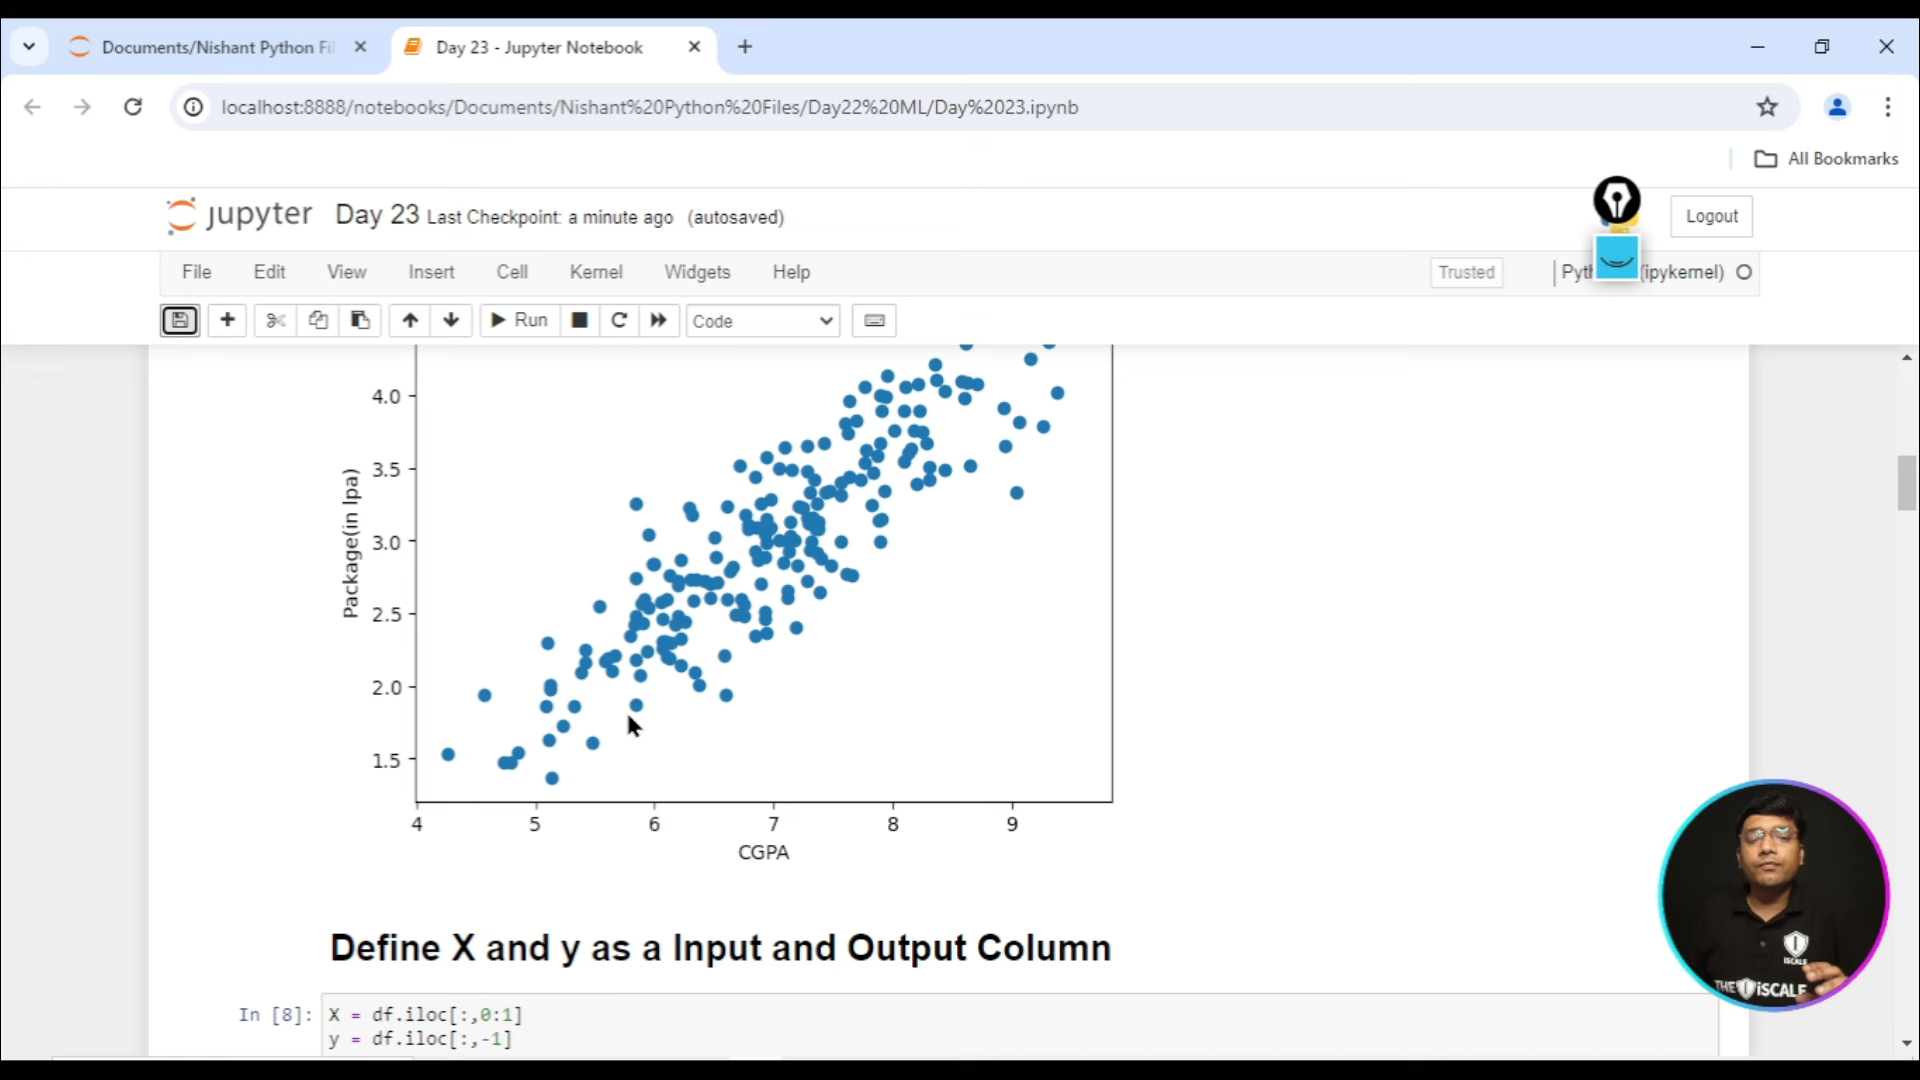 Documents/Nishant Python Fil
Day 23 - Jupyter Notebook
localhost:8888/notebooks/Documents/Nishant%20Python%20Files/Day22%20ML/Day%2023.ipynb
All Bookmarks
jupyter Day 23 Last Checkpoint: a minute ago (autosaved)
Logout
File Edit View Insert Cell Kernel Widgets Help
Trusted
(ipykernel)
Run
Code
4.0
3.5
3.0
2.5
2.0
1.5
Package(in lpa)
4 5 6 7 8 9
CGPA
Define X and y as a Input and Output Column
In [8]: X = df.iloc[:,0:1]
y = df.iloc[:,-1]
ISCALE
THE iSCALE